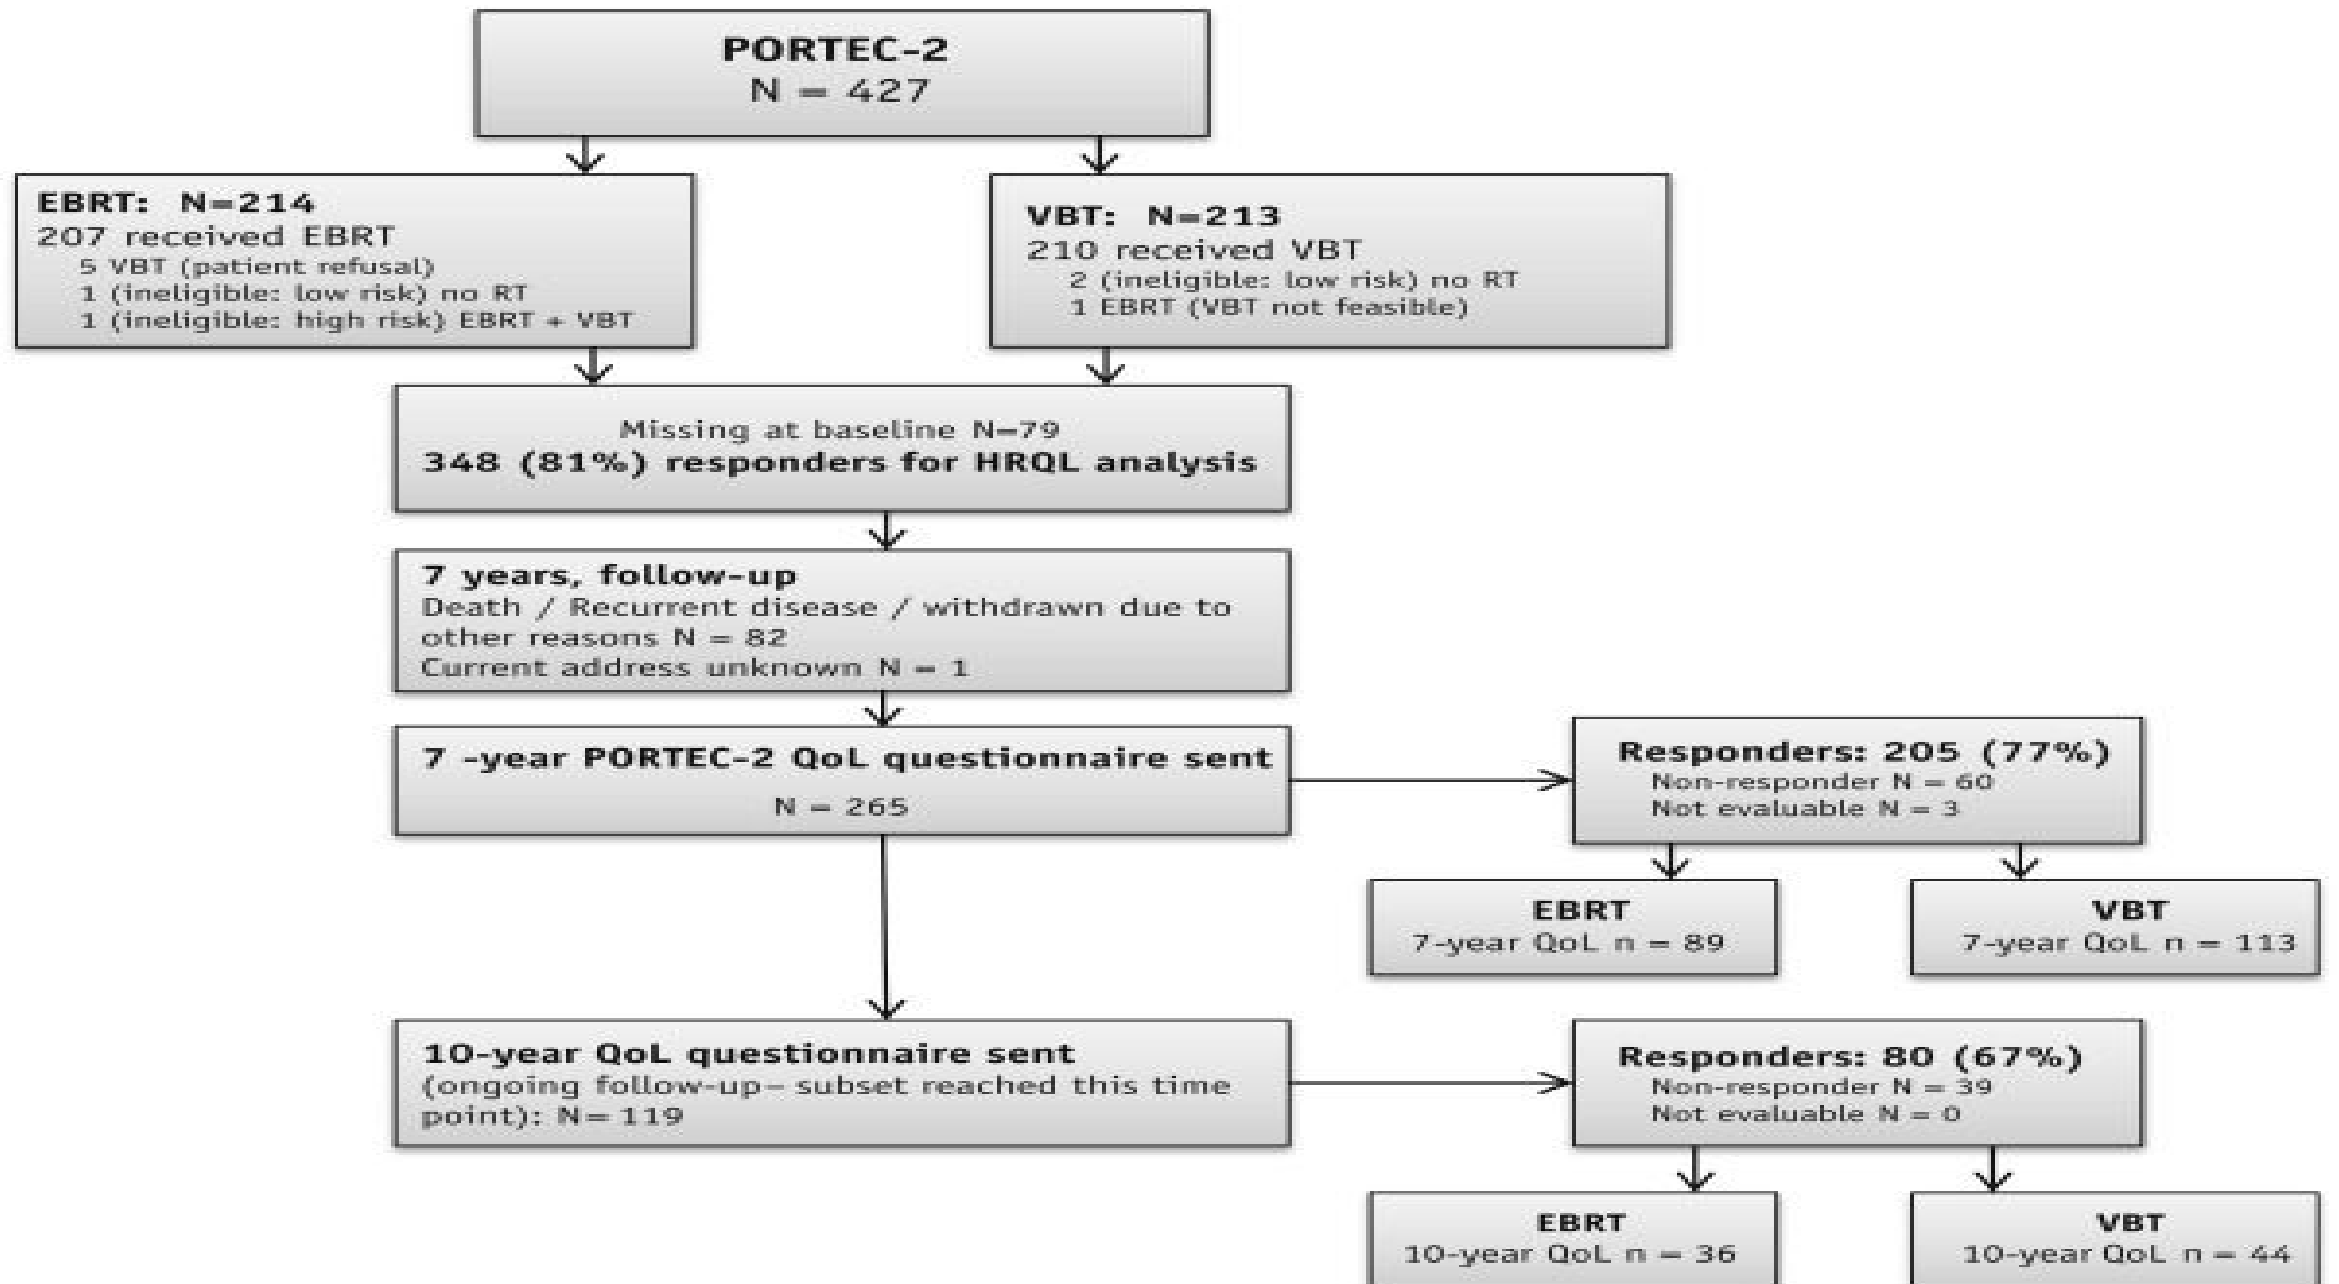 PORTEC-2
N = 427
EBRT: N=214
207 received EBRT
5 VBT (patient refusal)
1 (ineligible: low risk) no RT
1 (ineligible: high risk) EBRT + VBT
VBT: N=213
210 received VBT
2 (ineligible: low risk) no RT
1 EBRT (VBT not feasible)
Missing at baseline N=79
348 (81%) responders for HRQL analysis
7 years, follow-up
Death / Recurrent disease / withdrawn due to
other reasons N = 82
Current address unknown N = 1
7 -year PORTEC-2 QoL questionnaire sent
N = 265
Responders: 205 (77%)
Non-responder N = 60
Not evaluable N = 3
EBRT
7-year QoL n = 89
VBT
7-year QoL n = 113
10-year QoL questionnaire sent
(ongoing follow-up– subset reached this time
point): N= 119
Responders: 80 (67%)
Non-responder N = 39
Not evaluable N = 0
EBRT
10-year QoL n = 36
VBT
10-year QoL n = 44